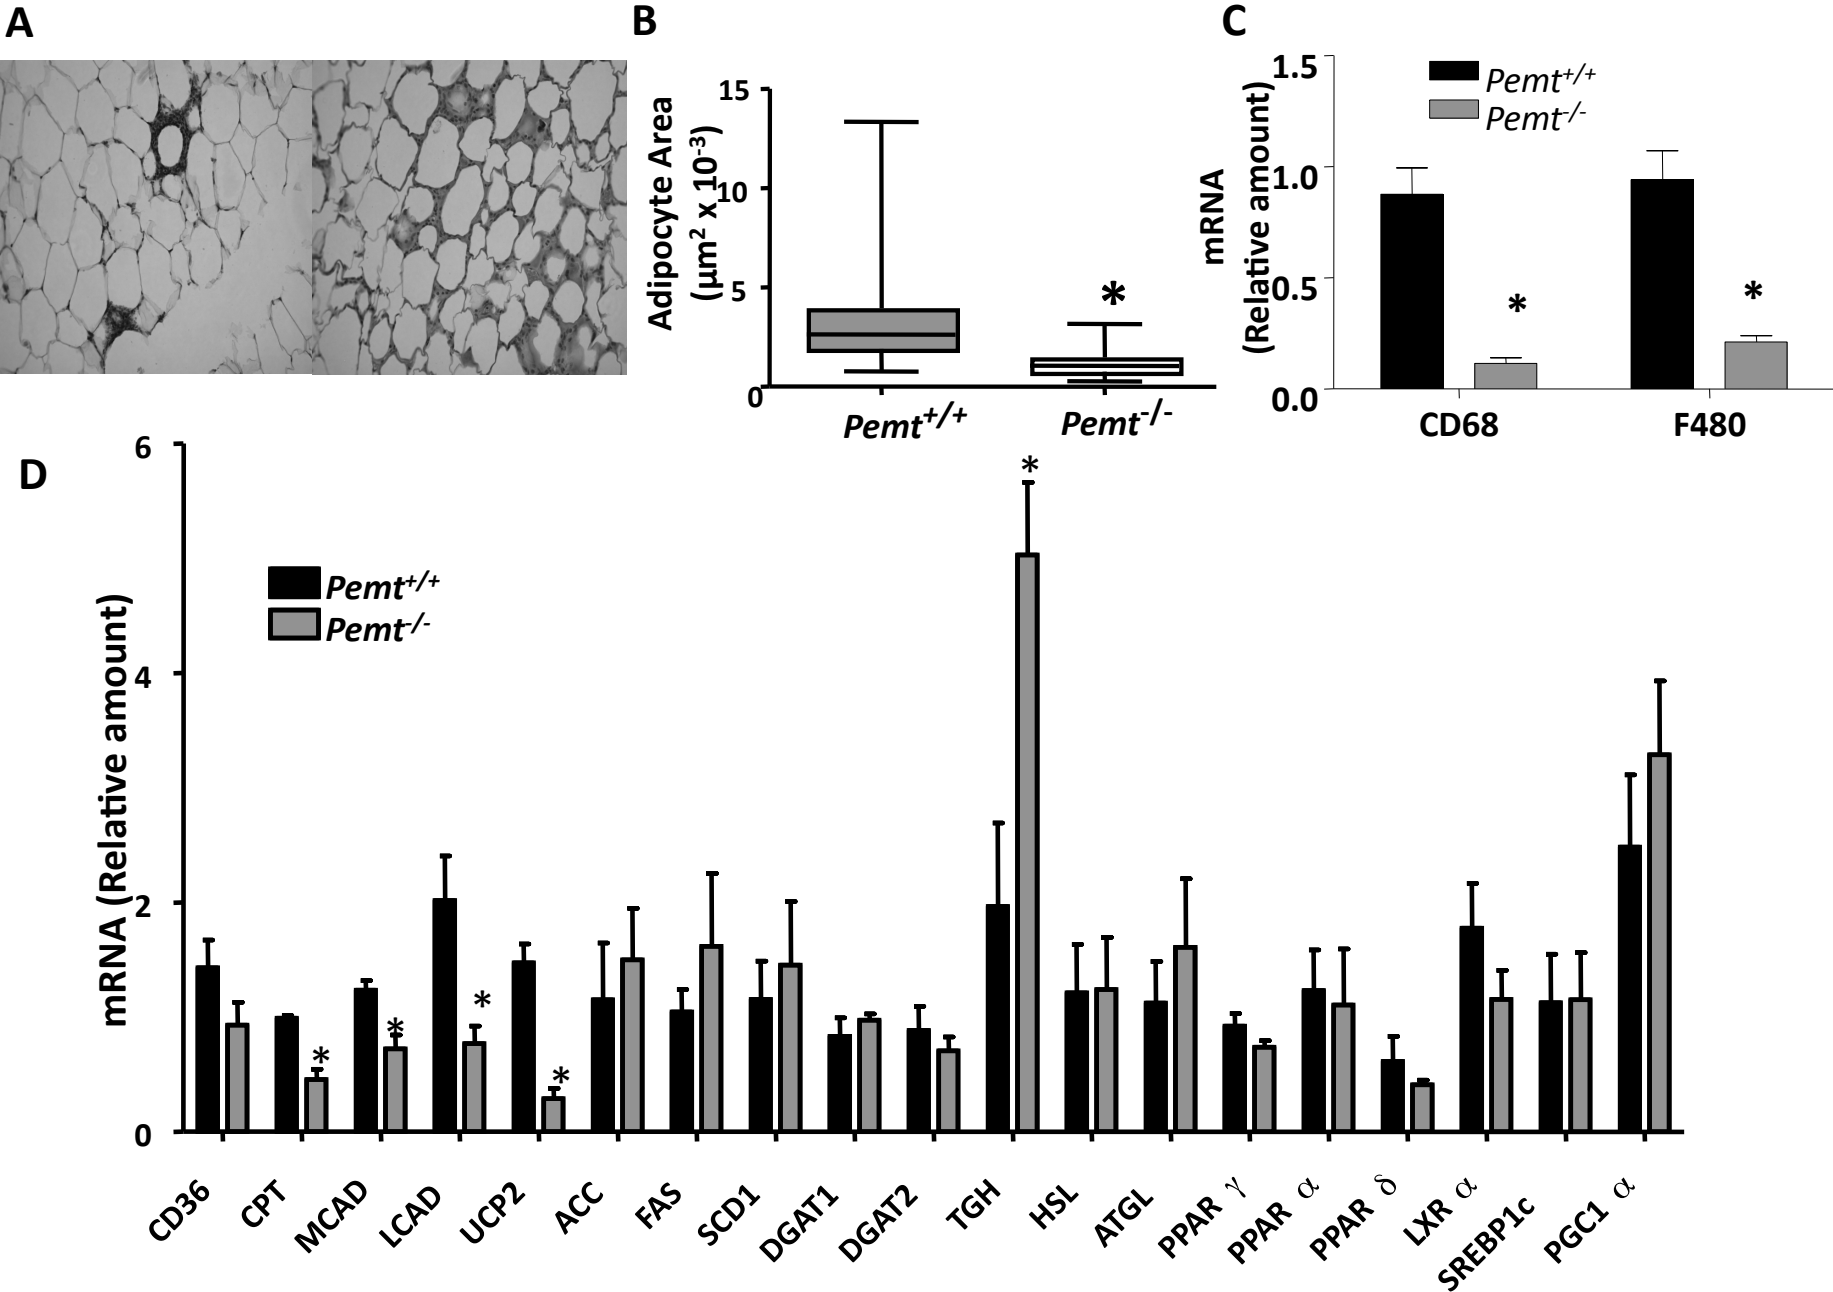 A
B
C
15
10
5
0
Adipocyte Area
(µm² x 10⁻³)
*
Pemt⁺/⁺
Pemt⁻/⁻
1.5
1.0
0.5
0.0
mRNA
(Relative amount)
Pemt⁺/⁺
Pemt⁻/⁻
*
*
CD68
F480
D
6
4
2
0
mRNA (Relative amount)
Pemt⁺/⁺
Pemt⁻/⁻
*
*
*
*
*
CD36
CPT
MCAD
LCAD
UCP2
ACC
FAS
SCD1
DGAT1
DGAT2
TGH
HSL
ATGL
PPAR γ
PPAR α
PPAR δ
LXR α
SREBP1c
PGC1 α